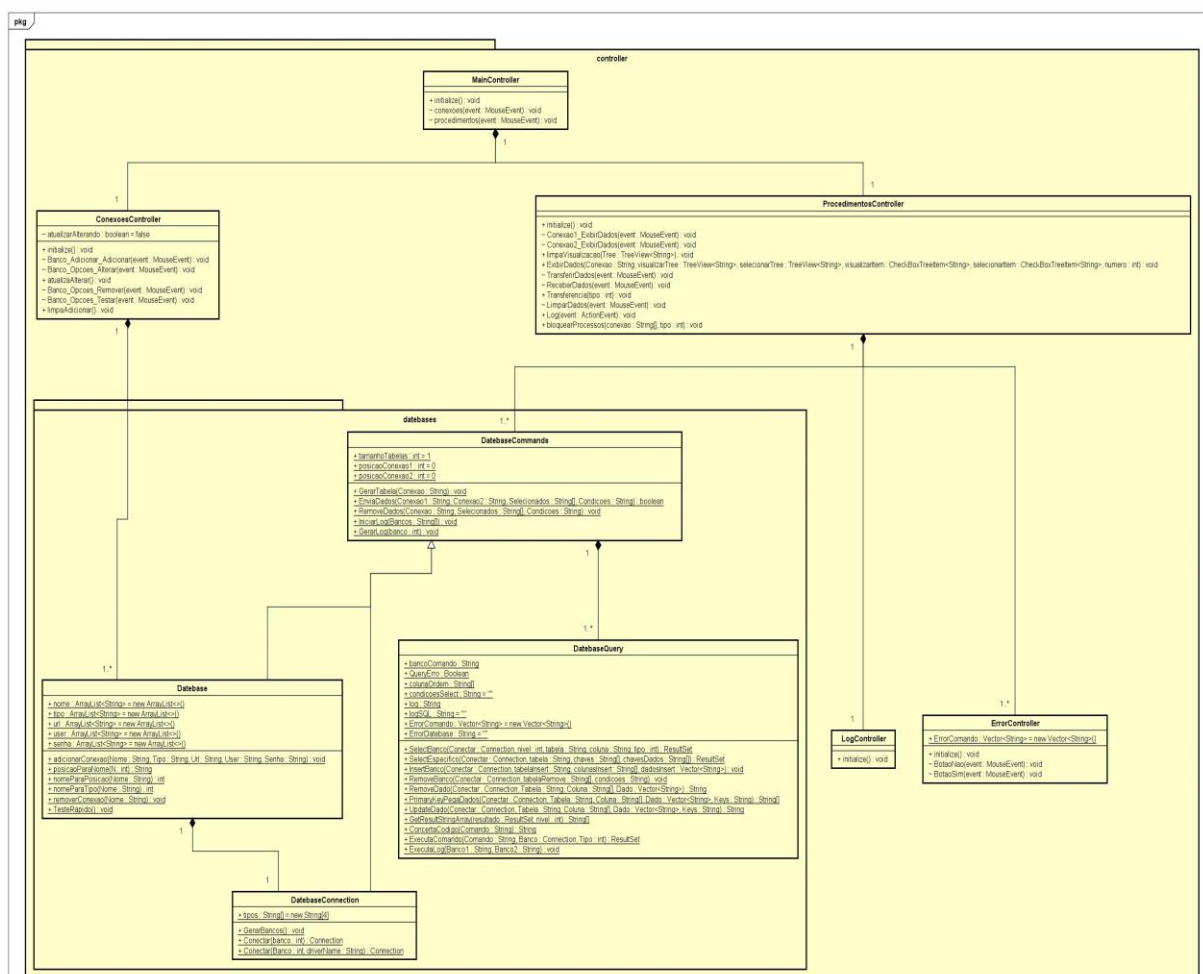 pkg
controller
MainController
+ initialize() : void
~ conexoes(event : MouseEvent) : void
~ procedimentos(event : MouseEvent) : void
1
1
1
ConexoesController
~ atualizarAlterando : boolean = false
+ initialize() : void
~ Banco_Adicionar_Adicionar(event : MouseEvent) : void
~ Banco_Opcoes_Alterar(event : MouseEvent) : void
+ atualizaAlterar() : void
~ Banco_Opcoes_Remover(event : MouseEvent) : void
~ Banco_Opcoes_Testar(event : MouseEvent) : void
+ limpaAdicionar() : void
1
ProcedimentosController
+ initialize() : void
~ Conexao1_ExibirDados(event : MouseEvent) : void
~ Conexao2_ExibirDados(event : MouseEvent) : void
+ limpaVisualizacao(Tree : TreeView<String>) : void
+ ExibirDados(Conexao : String, visualizarTree : TreeView<String>, selecionarTree : TreeView<String>, visualizarItem : CheckBoxTreeItem<String>, selecionarItem : CheckBoxTreeItem<String>, numero : int) : void
~ TransferirDados(event : MouseEvent) : void
~ ReceberDados(event : MouseEvent) : void
+ Transferencia(tipo : int) : void
~ LimparDados(event : MouseEvent) : void
+ Log(event : ActionEvent) : void
+ bloquearProcessos(conexao : String[], tipo : int) : void
1
datebases
1..*
DatebaseCommands
+ tamanhoTabelas : int = 1
+ posicaoConexao1 : int = 0
+ posicaoConexao2 : int = 0
+ GerarTabela(Conexao : String) : void
+ EnviaDados(Conexao1 : String, Conexao2 : String, Selecionados : String[], Condicoes : String) : boolean
+ RemoveDados(Conexao : String, Selecionados : String[], Condicoes : String) : void
+ IniciarLog(Bancos : String[]) : void
+ GerarLog(banco : int) : void
1
1..*
1..*
Datebase
+ nome : ArrayList<String> = new ArrayList<>()
+ tipo : ArrayList<String> = new ArrayList<>()
+ url : ArrayList<String> = new ArrayList<>()
+ user : ArrayList<String> = new ArrayList<>()
+ senha : ArrayList<String> = new ArrayList<>()
+ adicionarConexao(Nome : String, Tipo : String, Url : String, User : String, Senha : String) : void
+ posicaoParaNome(N : int) : String
+ nomeParaPosicao(Nome : String) : int
+ nomeParaTipo(Nome : String) : int
+ removerConexao(Nome : String) : void
+ TesteRapido() : void
1
DatebaseQuery
+ bancoComando : String
+ QueryErro : Boolean
+ colunaOrdem : String[]
+ condicoesSelect : String = ""
+ log : String
+ logSQL : String = ""
+ ErrorComando : Vector<String> = new Vector<String>()
+ ErrorDatebase : String = ""
+ SelectBanco(Conectar : Connection, nivel : int, tabela : String, coluna : String, tipo : int) : ResultSet
+ SelectEspecifico(Conectar : Connection, tabela : String, chaves : String[], chavesDados : String[]) : ResultSet
+ InsertBanco(Conectar : Connection, tabelaInsert : String, colunasInsert : String[], dadosInsert : Vector<String>) : void
+ RemoveBanco(Conectar : Connection, tabelaRemove : String[], condicoes : String) : void
+ RemoveDado(Conectar : Connection, Tabela : String, Coluna : String[], Dado : Vector<String>) : String
+ PrimaryKeyPegaDados(Conectar : Connection, Tabela : String, Coluna : String[], Dado : Vector<String>, Keys : String) : String[]
+ UpdateDado(Conectar : Connection, Tabela : String, Coluna : String[], Dado : Vector<String>, Keys : String) : String
+ GetResultStringArray(resultado : ResultSet, nivel : int) : String[]
+ ConcertaCodigo(Comando : String) : String
+ ExecutaComando(Comando : String, Banco : Connection, Tipo : int) : ResultSet
+ ExecutaLog(Banco1 : String, Banco2 : String) : void
1
LogController
+ initialize() : void
1..*
ErrorController
+ ErrorComando : Vector<String> = new Vector<String>()
+ initialize() : void
~ BotaoNao(event : MouseEvent) : void
~ BotaoSim(event : MouseEvent) : void
1
DatebaseConnection
+ tipos : String[] = new String[4]
+ GerarBancos() : void
+ Conectar(banco : int) : Connection
+ Conectar(Banco : int, driverName : String) : Connection